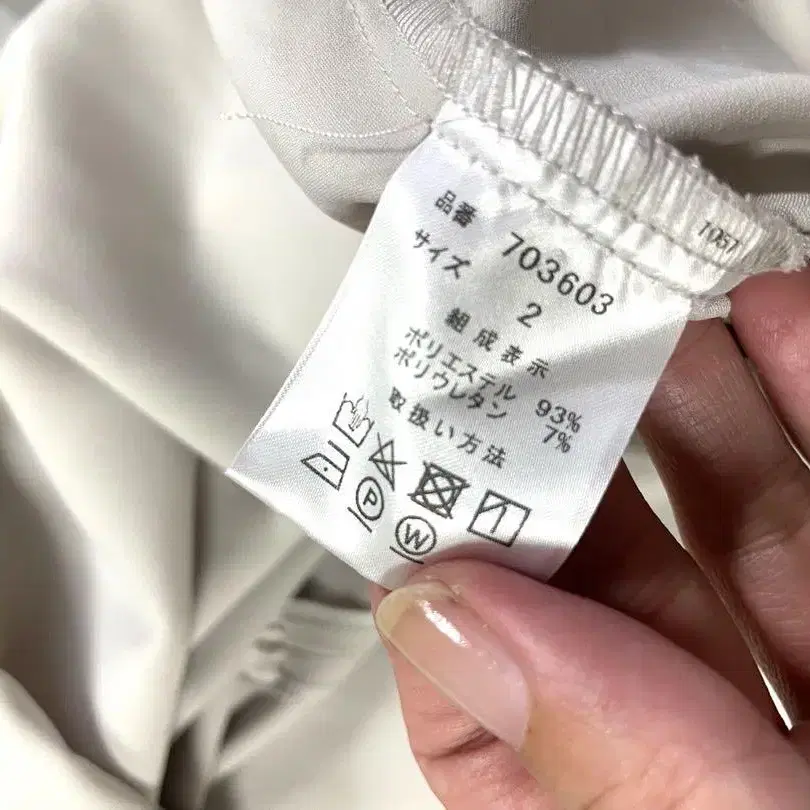 品番 703603
サイズ 2
組成表示
ポリエステル 93%
ポリウレタン 7%
取扱い方法
P
W
1057